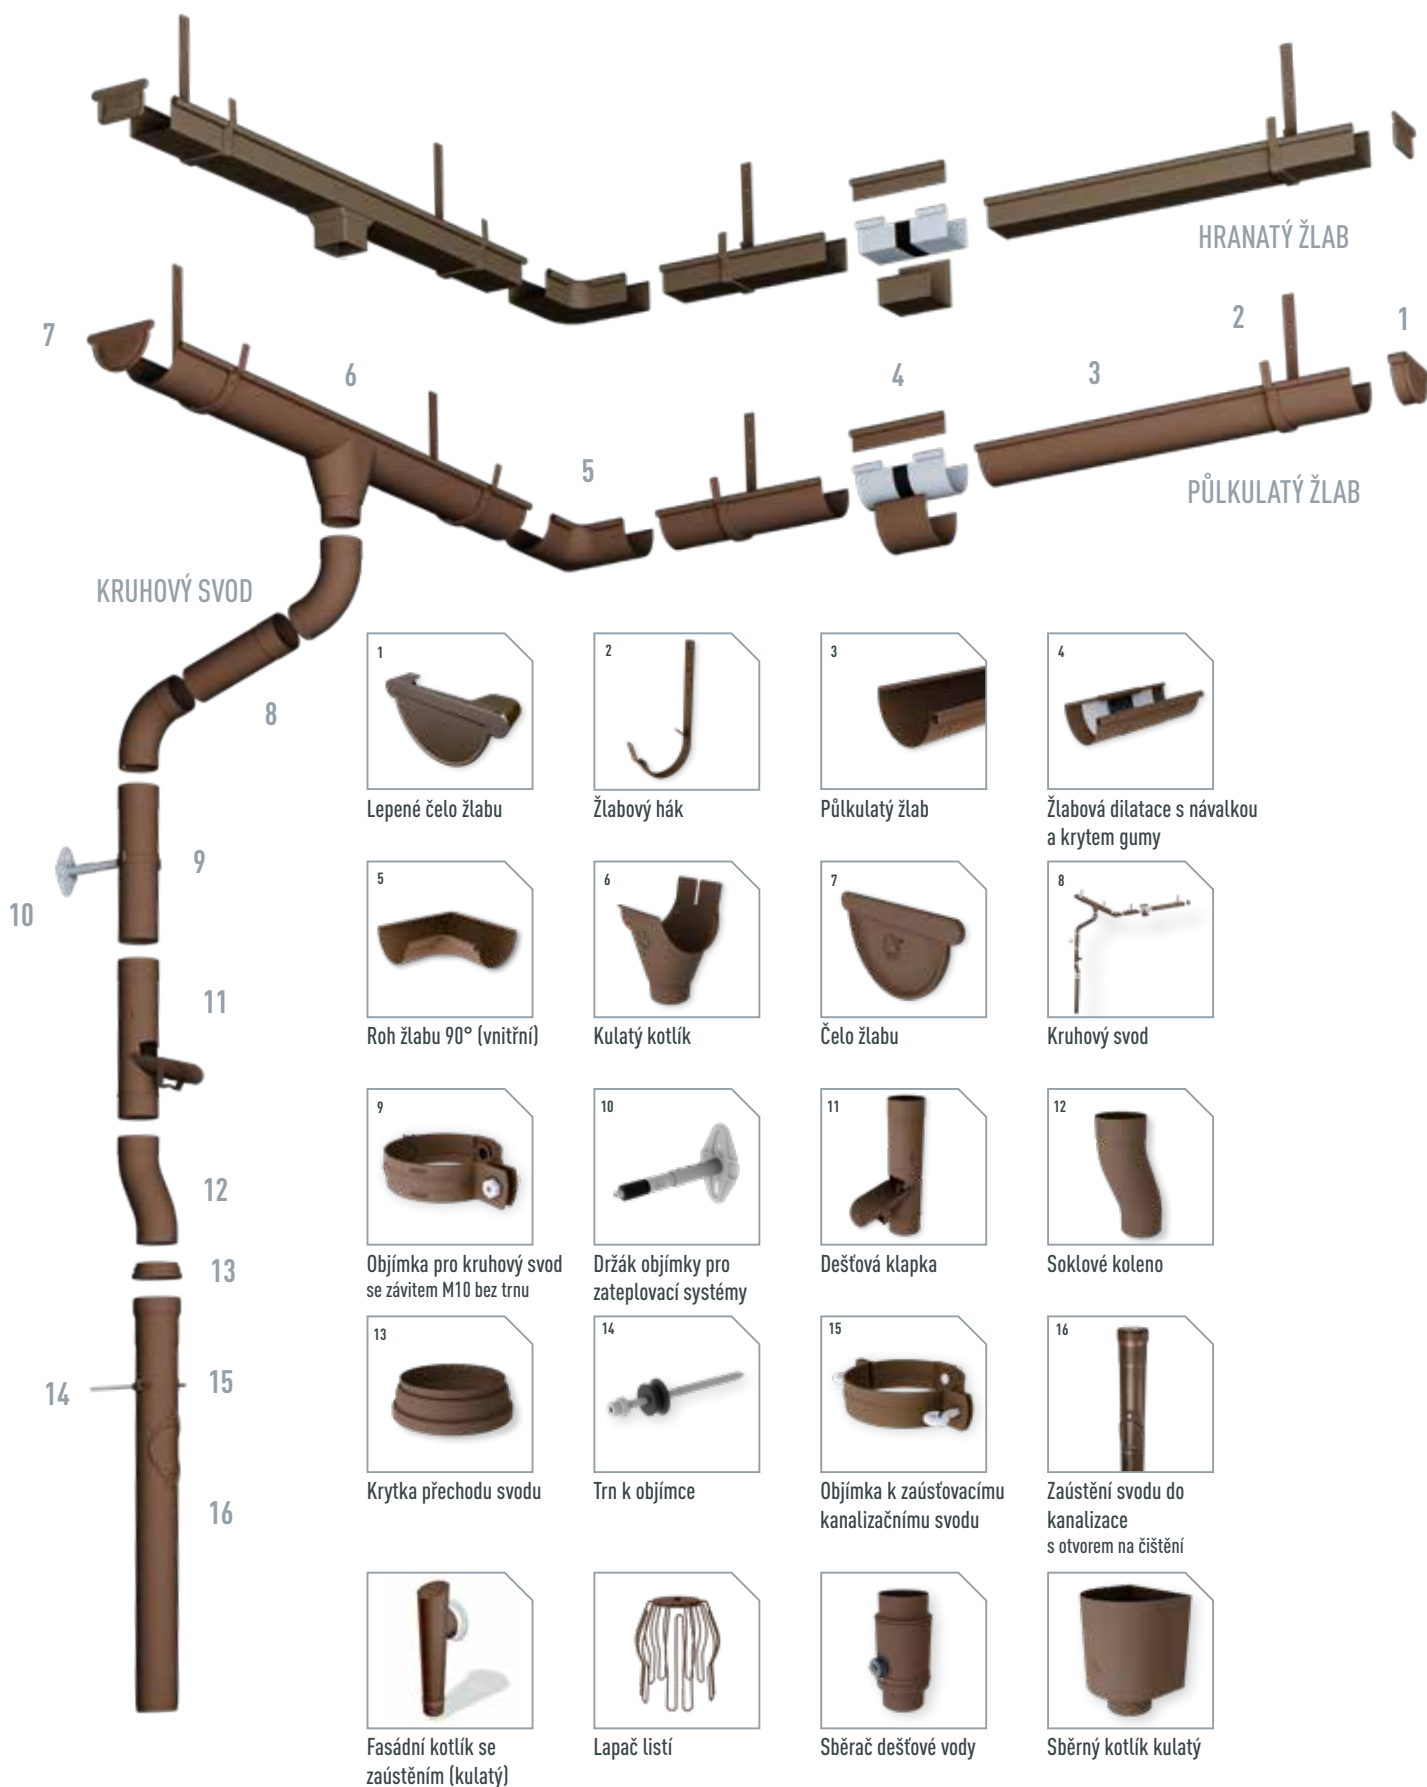 HRANATÝ ŽLAB
7
6
5
4
3
2
1
PŮLKULATÝ ŽLAB
KRUHOVÝ SVOD
8
9
10
11
12
13
14
15
16
1
Lepené čelo žlabu
2
Žlabový hák
3
Půlkulatý žlab
4
Žlabová dilatace s návalkou
a krytem gumy
5
Roh žlabu 90° (vnitřní)
6
Kulatý kotlík
7
Čelo žlabu
8
Kruhový svod
9
Objímka pro kruhový svod
se závitem M10 bez trnu
10
Držák objímky pro
zateplovací systémy
11
Dešťová klapka
12
Soklové koleno
13
Krytka přechodu svodu
14
Trn k objímce
15
Objímka k zaúsťovacímu
kanalizačnímu svodu
16
Zaústění svodu do
kanalizace
s otvorem na čištění
Fasádní kotlík se
zaústěním (kulatý)
Lapač listí
Sběrač dešťové vody
Sběrný kotlík kulatý